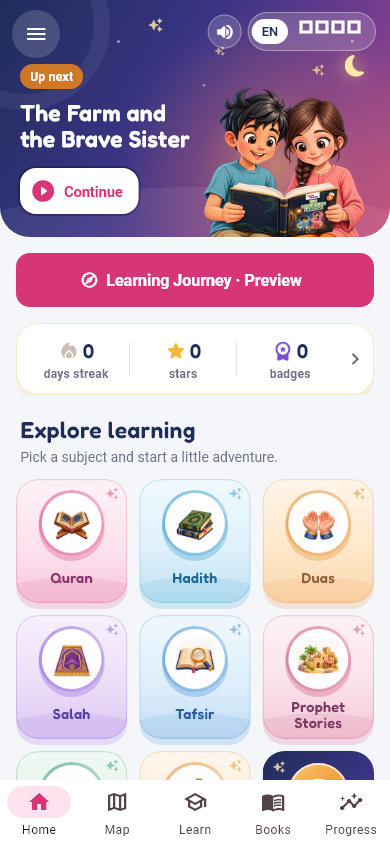 EN
Up next
The Farm and
the Brave Sister
Continue
Learning Journey · Preview
0
days streak
0
stars
0
badges
Explore learning
Pick a subject and start a little adventure.
Quran
Hadith
Duas
Salah
Tafsir
Prophet
Stories
Home
Map
Learn
Books
Progress